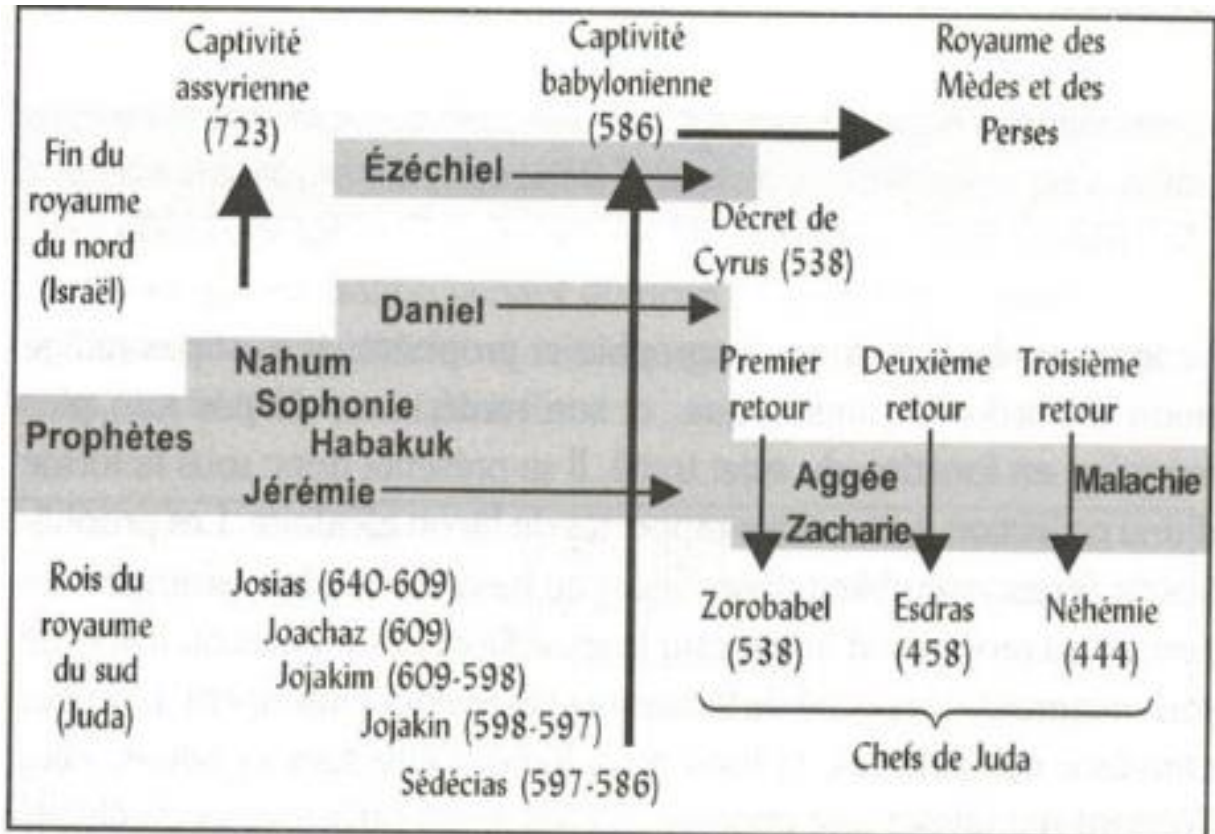 Captivité
assyrienne
(723)
Captivité
babylonienne
(586)
Royaume des
Mèdes et des
Perses
Fin du
royaume
du nord
(Israël)
Ézéchiel
Décret de
Cyrus (538)
Daniel
Nahum
Sophonie
Habakuk
Prophètes
Jérémie
Premier
retour
Deuxième
retour
Troisième
retour
Aggée
Zacharie
Malachie
Rois du
royaume
du sud
(Juda)
Josias (640-609)
Joachaz (609)
Jojakim (609-598)
Jojakin (598-597)
Sédécias (597-586)
Zorobabel
(538)
Esdras
(458)
Néhémie
(444)
Chefs de Juda